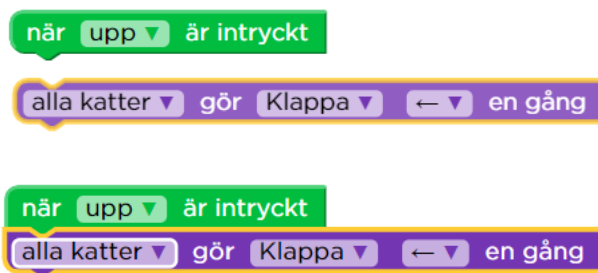 när upp ▼ är intryckt
alla katter ▼ gör Klappa ▼ ← ▼ en gång
när upp ▼ är intryckt
alla katter ▼ gör Klappa ▼ ← ▼ en gång